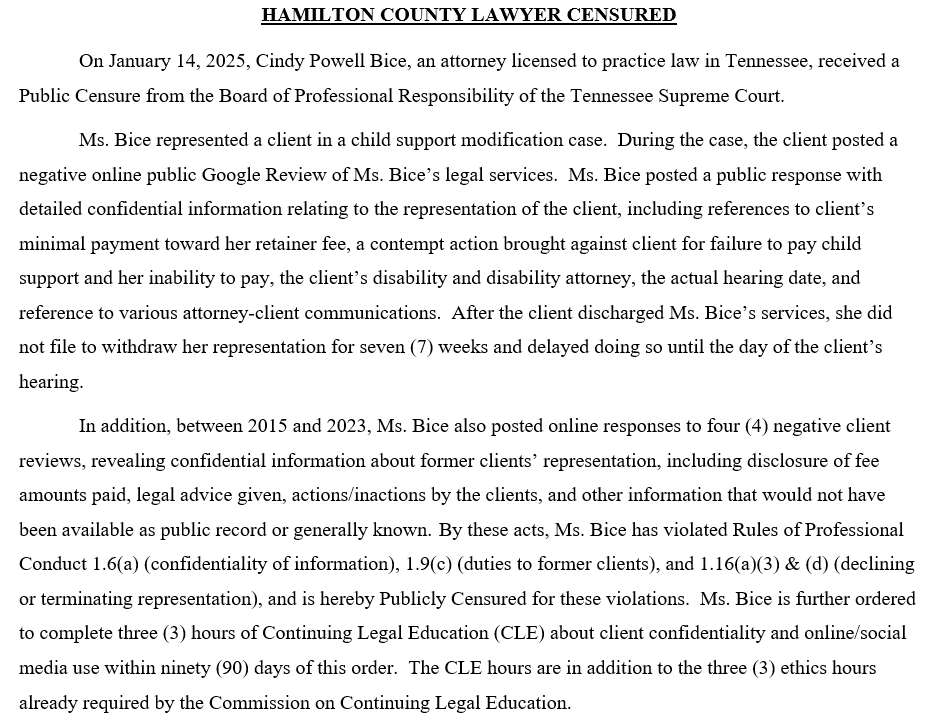 HAMILTON COUNTY LAWYER CENSURED
On January 14, 2025, Cindy Powell Bice, an attorney licensed to practice law in Tennessee, received a
Public Censure from the Board of Professional Responsibility of the Tennessee Supreme Court.
Ms. Bice represented a client in a child support modification case.  During the case, the client posted a
negative online public Google Review of Ms. Bice’s legal services.  Ms. Bice posted a public response with
detailed confidential information relating to the representation of the client, including references to client’s
minimal payment toward her retainer fee, a contempt action brought against client for failure to pay child
support and her inability to pay, the client’s disability and disability attorney, the actual hearing date, and
reference to various attorney-client communications.  After the client discharged Ms. Bice’s services, she did
not file to withdraw her representation for seven (7) weeks and delayed doing so until the day of the client’s
hearing.
In addition, between 2015 and 2023, Ms. Bice also posted online responses to four (4) negative client
reviews, revealing confidential information about former clients’ representation, including disclosure of fee
amounts paid, legal advice given, actions/inactions by the clients, and other information that would not have
been available as public record or generally known. By these acts, Ms. Bice has violated Rules of Professional
Conduct 1.6(a) (confidentiality of information), 1.9(c) (duties to former clients), and 1.16(a)(3) & (d) (declining
or terminating representation), and is hereby Publicly Censured for these violations.  Ms. Bice is further ordered
to complete three (3) hours of Continuing Legal Education (CLE) about client confidentiality and online/social
media use within ninety (90) days of this order.  The CLE hours are in addition to the three (3) ethics hours
already required by the Commission on Continuing Legal Education.